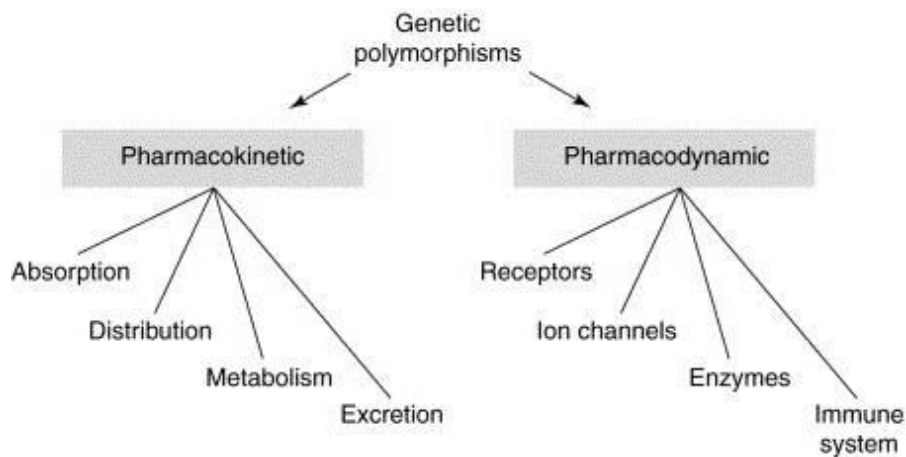 Genetic
polymorphisms
Pharmacokinetic
Pharmacodynamic
Absorption
Distribution
Metabolism
Excretion
Receptors
Ion channels
Enzymes
Immune
system